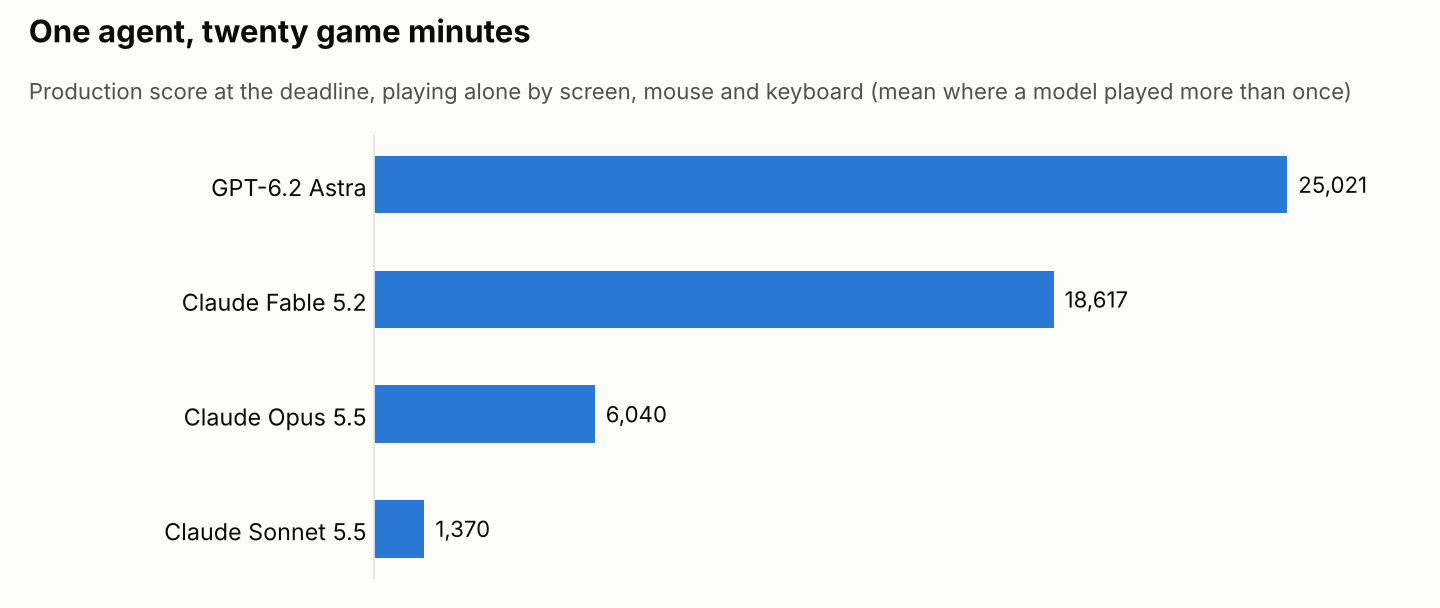 One agent, twenty game minutes
Production score at the deadline, playing alone by screen, mouse and keyboard (mean where a model played more than once)
GPT-6.2 Astra 25,021
Claude Fable 5.2 18,617
Claude Opus 5.5 6,040
Claude Sonnet 5.5 1,370